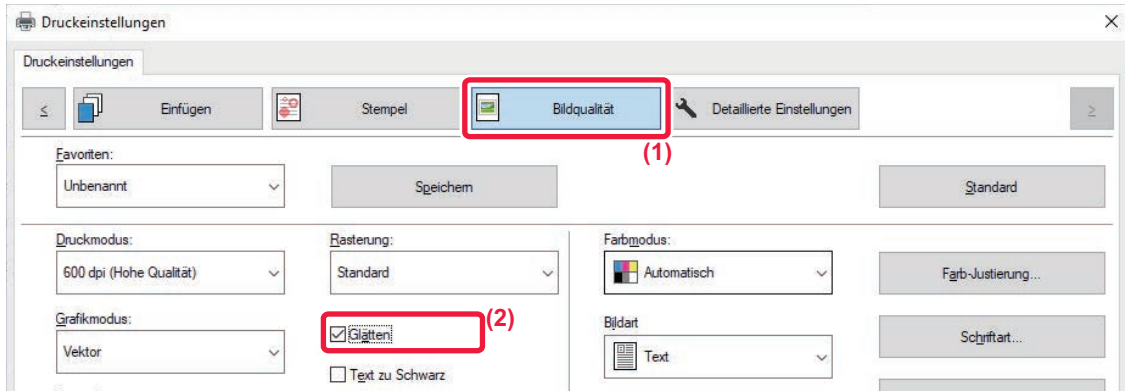 Druckeinstellungen
Druckeinstellungen
< Einfügen Stempel Bildqualität Detaillierte Einstellungen >
(1)
Favoriten:
Unbenannt Speichern Standard
Druckmodus: Rasterung: Farbmodus:
600 dpi (Hohe Qualität) Standard Automatisch Farb-Justierung...
Grafikmodus: Glätten (2) Bildart Schriftart...
Vektor Text
Text zu Schwarz